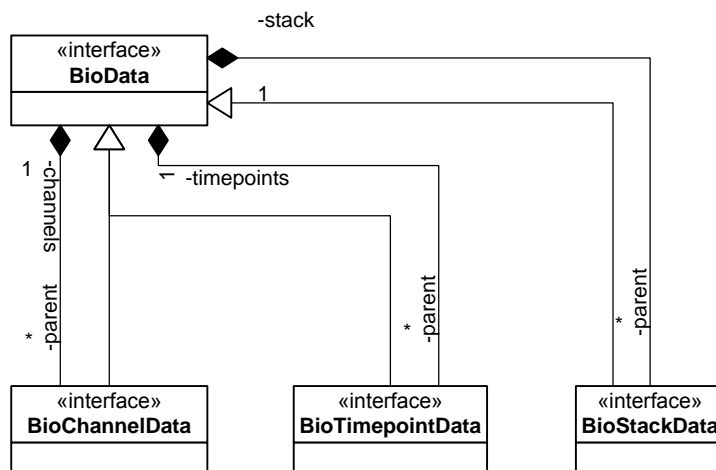 -stack
«interface»
BioData
1
1
-channels
1
-timepoints
-parent
*
*
-parent
*
-parent
«interface»
BioChannelData
«interface»
BioTimepointData
«interface»
BioStackData